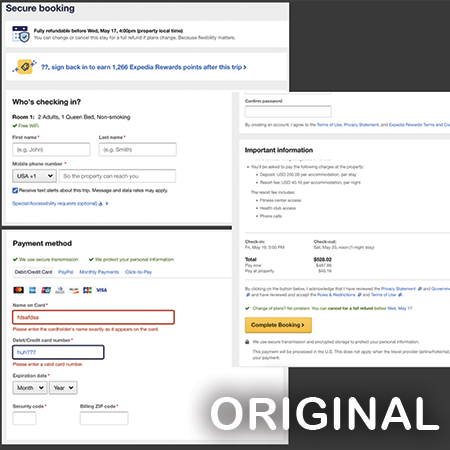 Secure booking
Fully refundable before Wed, May 17, 4:00pm (property local time)
You can change or cancel this stay for a full refund if plans change. Because flexibility matters.
??, sign back in to earn 1,266 Expedia Rewards points after this trip >
Who's checking in?
Room 1: 2 Adults, 1 Queen Bed, Non-smoking
✓ Free WiFi
First name *
Last name *
(e.g. John)
(e.g. Smith)
Mobile phone number *
USA +1
So the property can reach you
Receive text alerts about this trip. Message and data rates may apply.
Special/Accessibility requests (optional)
Payment method
✓ We use secure transmission ✓ We protect your personal information
Debit/Credit Card PayPal Monthly Payments Click-to-Pay
VISA
Name on Card *
fdsafdsa
Please enter the cardholder's name exactly as it appears on the card.
Debit/Credit card number *
huh???
Please enter a valid card number.
Expiration date *
Month Year
Security code *
Billing ZIP code *
Confirm password
By creating an account, I agree to the Terms of Use, Privacy Statement, and Expedia Rewards Terms and Co
Important information
You'll be asked to pay the following charges at the property:
Deposit: USD 250.00 per accommodation, per stay
Resort fee: USD 40.16 per accommodation, per night
The resort fee includes:
Fitness center access
Health club access
Phone calls
Check-in:
Check-out:
Fri, May 19, 3:00 PM
Sat, May 20, noon (1-night stay)
Total
$528.02
Pay now
$487.86
Pay at property
$40.16
By clicking on the button below, I acknowledge that I have reviewed the Privacy Statement and Govern
and have reviewed and accept the Rules & Restrictions and Terms of Use.
✓ Change of plans? No problem. You can cancel for a full refund before Wed, May 17
Complete Booking >
We use secure transmission and encrypted storage to protect your personal information.
This payment will be processed in the U.S. This does not apply when the travel provider (airline/hotel/rail,
your payment.
ORIGINAL